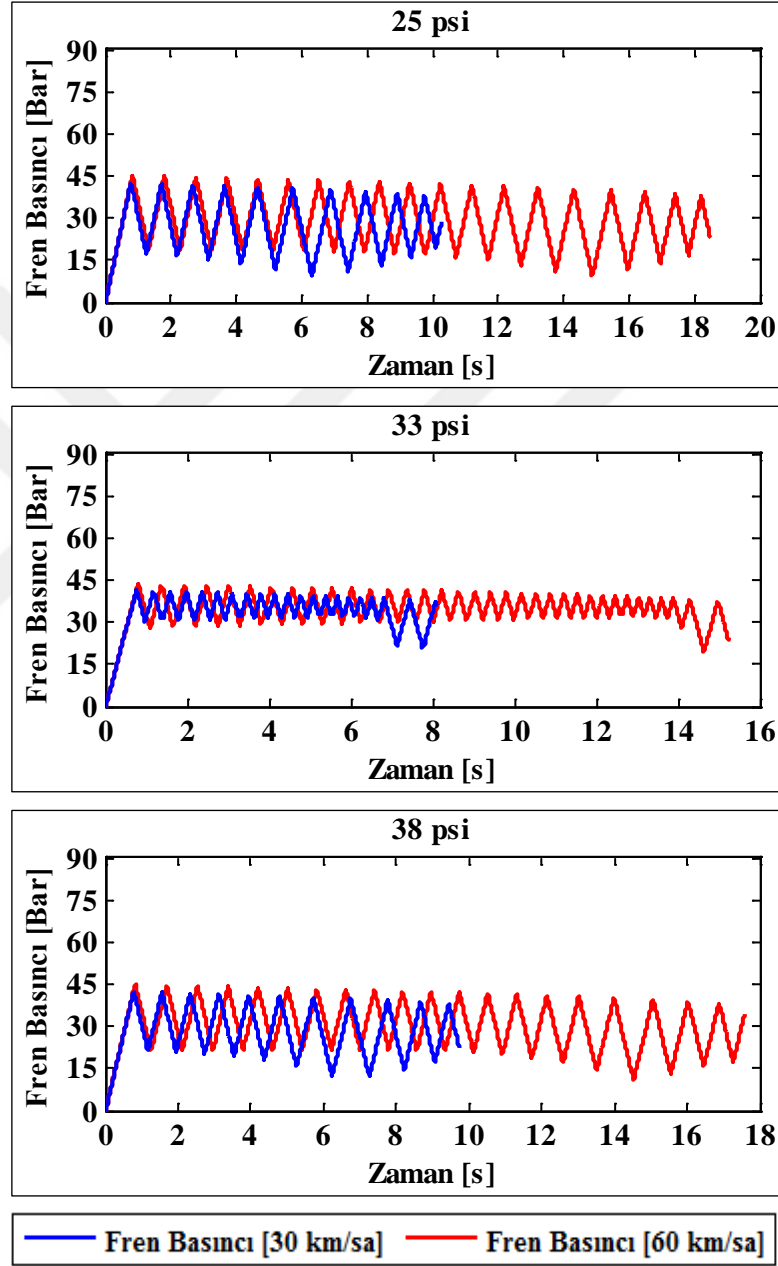 25 psi
Fren Basıncı [Bar]
90
75
60
45
30
15
0
0 2 4 6 8 10 12 14 16 18 20
Zaman [s]
33 psi
Fren Basıncı [Bar]
90
75
60
45
30
15
0
0 2 4 6 8 10 12 14 16
Zaman [s]
38 psi
Fren Basıncı [Bar]
90
75
60
45
30
15
0
0 2 4 6 8 10 12 14 16 18
Zaman [s]
Fren Basıncı [30 km/sa] Fren Basıncı [60 km/sa]